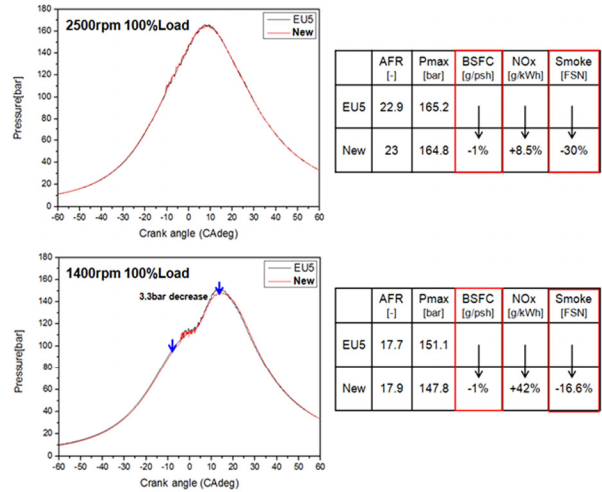 2500rpm 100%Load
EU5
New
Pressure[bar]
180
160
140
120
100
80
60
40
20
0
-60 -50 -40 -30 -20 -10 0 10 20 30 40 50 60
Crank angle (CAdeg)
AFR Pmax BSFC NOx Smoke
[-] [bar] [g/psh] [g/kWh] [FSN]
EU5 22.9 165.2
New 23 164.8 -1% +8.5% -30%
1400rpm 100%Load
EU5
New
3.3bar decrease
Pressure[bar]
180
160
140
120
100
80
60
40
20
0
-60 -50 -40 -30 -20 -10 0 10 20 30 40 50 60
Crank angle (CAdeg)
AFR Pmax BSFC NOx Smoke
[-] [bar] [g/psh] [g/kWh] [FSN]
EU5 17.7 151.1
New 17.9 147.8 -1% +42% -16.6%